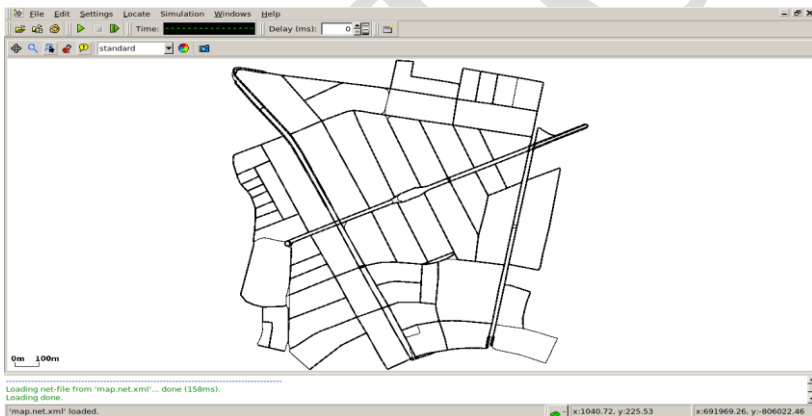 File Edit Settings Locate Simulation Windows Help
Time: Delay (ms): 0
standard
0m 100m
Loading net-file from 'map.net.xml'... done (158ms).
Loading done.
'map.net.xml' loaded. x:1040.72, y:225.53 x:691969.26, y:-806022.46